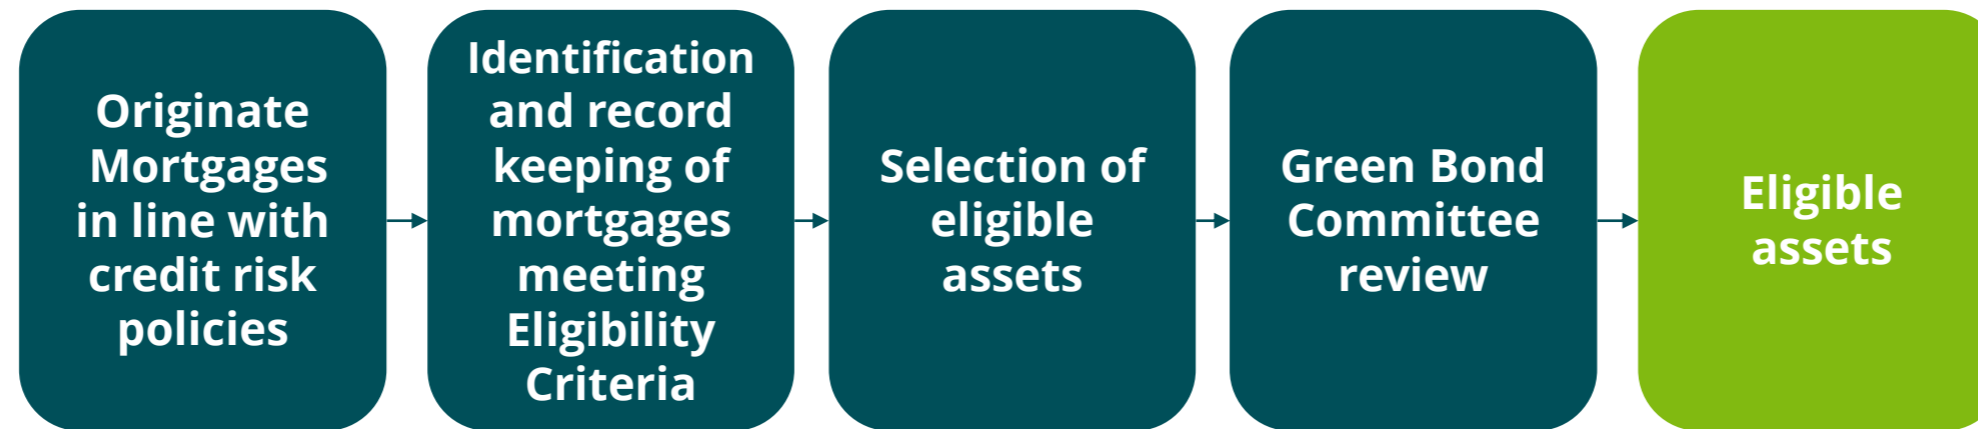 Originate
Mortgages
in line with
credit risk
policies
Identification
and record
keeping of
mortgages
meeting
Eligibility
Criteria
Selection of
eligible
assets
Green Bond
Committee
review
Eligible
assets